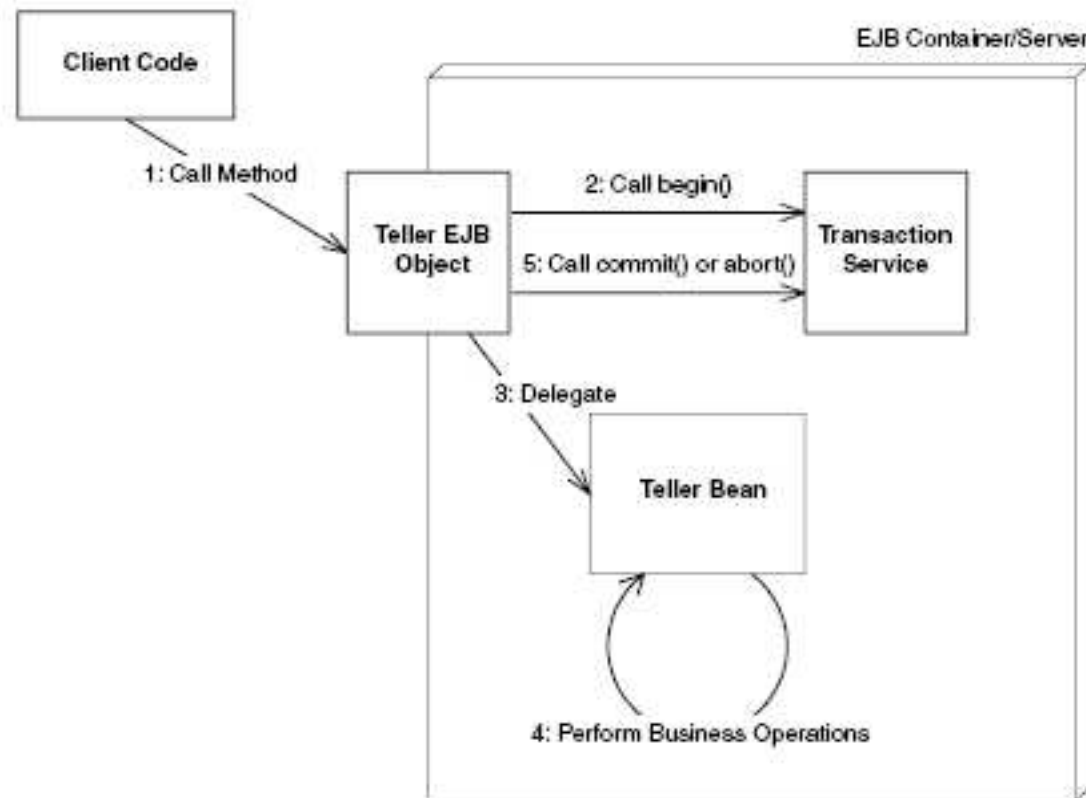 EJB Container/Server
Client Code
1: Call Method
2: Call begin()
Teller EJB
Object
Transaction
Service
5: Call commit() or abort()
3: Delegate
Teller Bean
4: Perform Business Operations